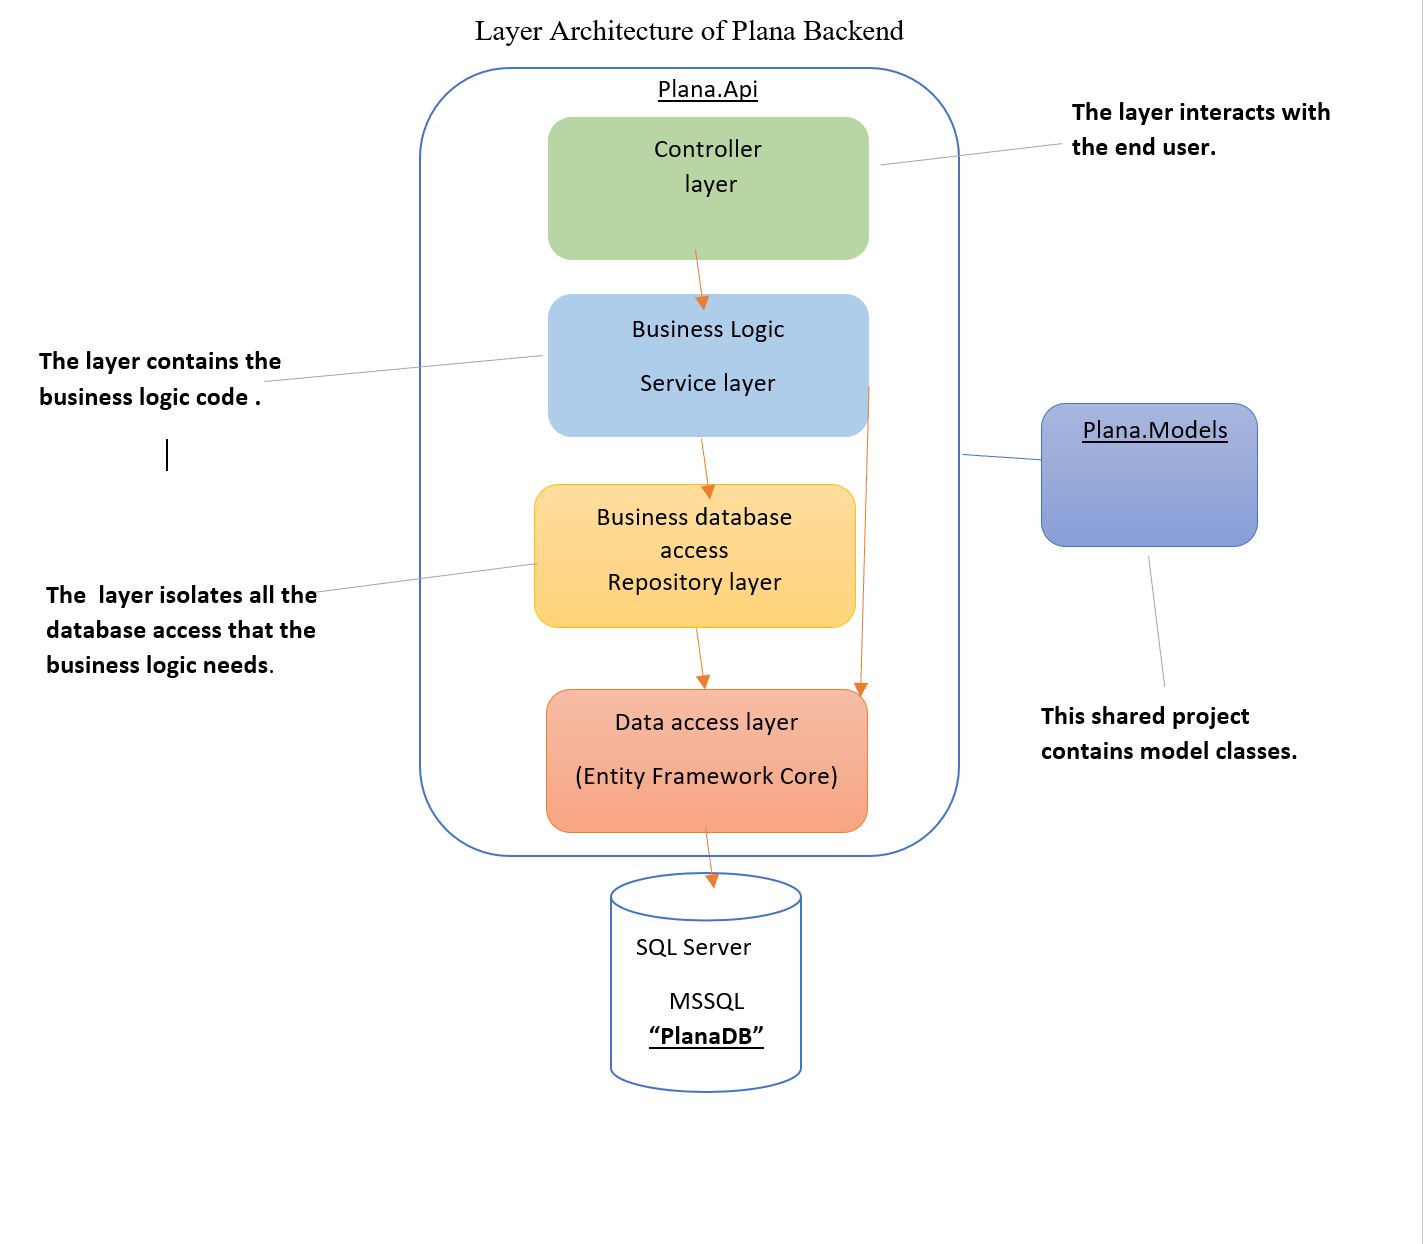 Layer Architecture of Plana Backend
Plana.Api
Controller
layer
The layer interacts with
the end user.
Business Logic
Service layer
The layer contains the
business logic code .
Plana.Models
Business database
access
Repository layer
The  layer isolates all the
database access that the
business logic needs.
Data access layer
(Entity Framework Core)
This shared project
contains model classes.
SQL Server
MSSQL
“PlanaDB”